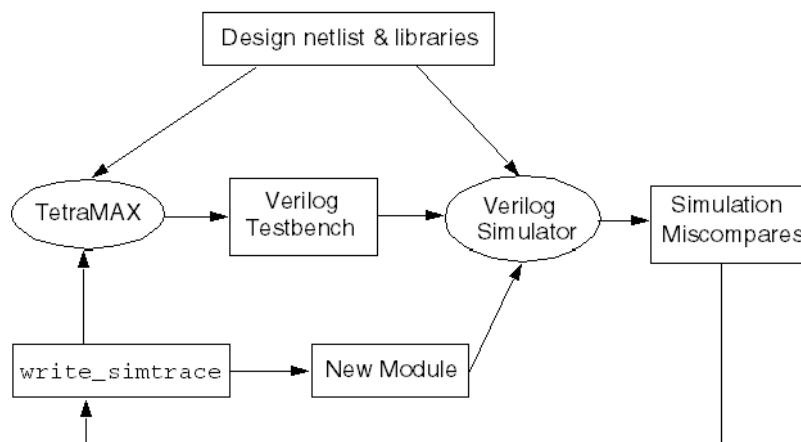 Design netlist & libraries
TetraMAX
Verilog
Testbench
Verilog
Simulator
Simulation
Miscompares
write_simtrace
New Module